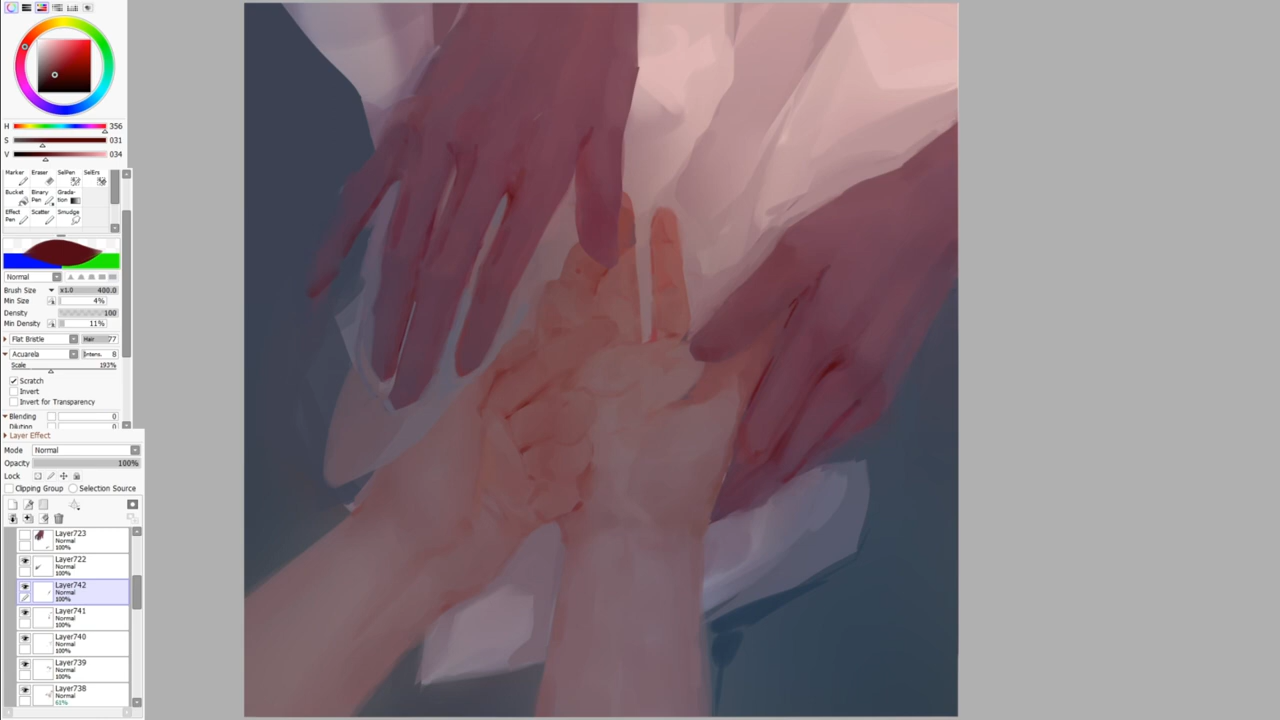 H 356
S 031
V 034
Marker Eraser SelPen SelErs
Bucket Binary Pen Grada-tion
Effect Pen Scatter Smudge
Normal
Brush Size x1.0 400.0
Min Size 4%
Density 100
Min Density 11%
Flat Bristle Hair 77
Acuarela Intens. 8
Scale 193%
Scratch
Invert
Invert for Transparency
Blending 0
Dilution 0
Layer Effect
Mode Normal
Opacity 100%
Lock
Clipping Group Selection Source
Layer723
Normal
100%
Layer722
Normal
100%
Layer742
Normal
100%
Layer741
Normal
100%
Layer740
Normal
100%
Layer739
Normal
100%
Layer738
Normal
61%